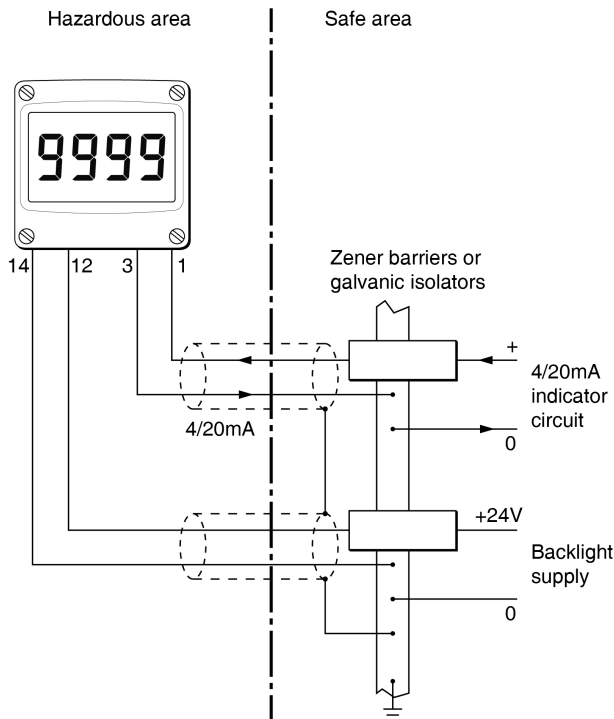 Hazardous area
Safe area
9999
14
12
3
1
Zener barriers or
galvanic isolators
+
4/20mA
indicator
circuit
0
4/20mA
+24V
Backlight
supply
0